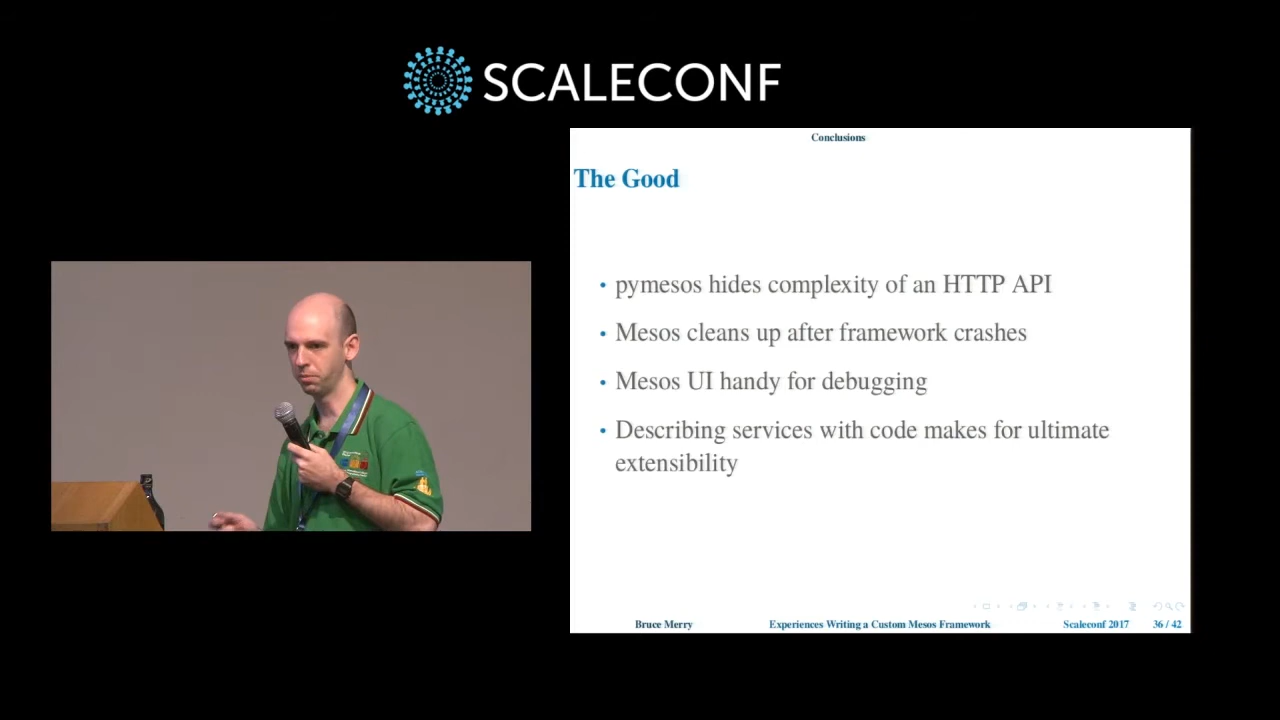 SCALECONF
Conclusions
The Good
• pymesos hides complexity of an HTTP API
• Mesos cleans up after framework crashes
• Mesos UI handy for debugging
• Describing services with code makes for ultimate
extensibility
Bruce Merry Experiences Writing a Custom Mesos Framework Scaleconf 2017 36 / 42